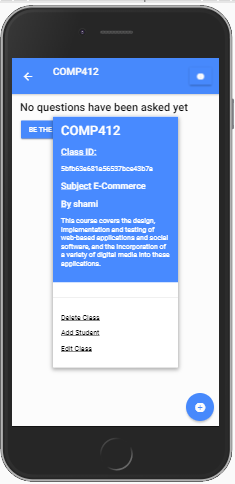 COMP412
No questions have been asked yet
BE THE
COMP412
Class ID:
5bfb63e681a56537bce43b7e
Subject E-Commerce
By shami
This course covers the design,
implementation and testing of
web-based applications and social
software, and the incorporation of
a variety of digital media into these
applications.
Delete Class
Add Student
Edit Class